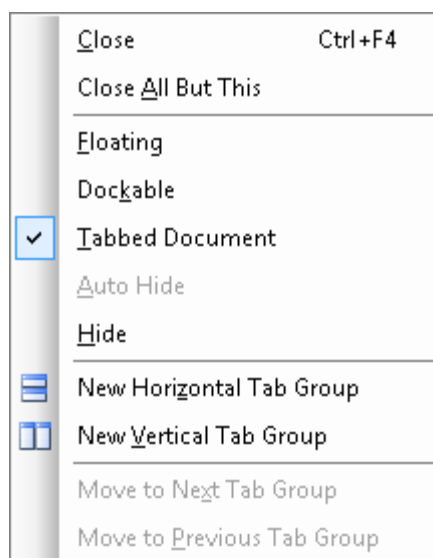 Close Ctrl+F4
Close All But This
Floating
Dockable
Tabbed Document
Auto Hide
Hide
New Horizontal Tab Group
New Vertical Tab Group
Move to Next Tab Group
Move to Previous Tab Group